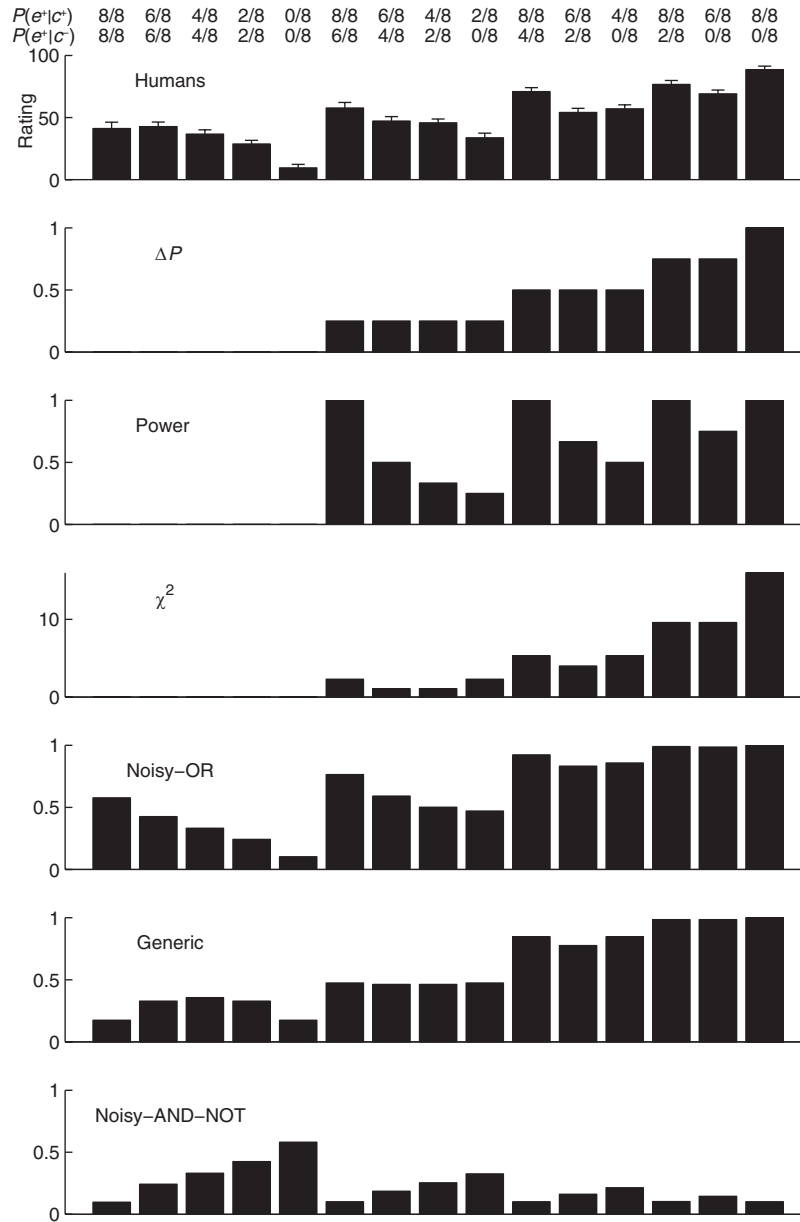 P(e⁺|c⁺) 8/8 6/8 4/8 2/8 0/8 8/8 6/8 4/8 2/8 8/8 6/8 4/8 8/8 6/8 8/8
P(e⁺|c⁻) 8/8 6/8 4/8 2/8 0/8 6/8 4/8 2/8 0/8 4/8 2/8 0/8 2/8 0/8 0/8
100
Humans
Rating
50
0
1
ΔP
0.5
0
1
Power
0.5
0
χ²
10
0
1
Noisy−OR
0.5
0
1
Generic
0.5
0
1
Noisy−AND−NOT
0.5
0